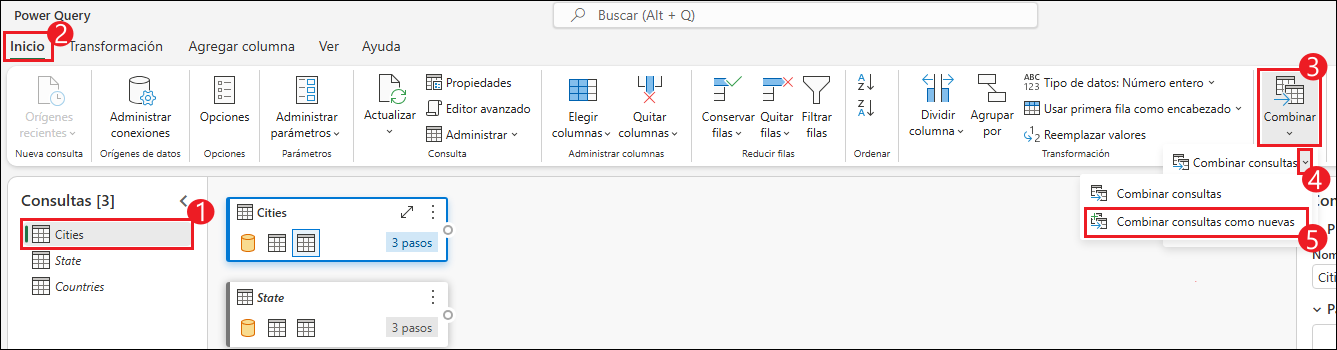 Power Query
Buscar (Alt + Q)
2
Inicio Transformación Agregar columna Ver Ayuda
3
Orígenes recientes
Nueva consulta
Administrar conexiones
Orígenes de datos
Opciones
Opciones
Administrar parámetros
Parámetros
Actualizar
Propiedades
Editor avanzado
Administrar
Consulta
Elegir columnas
Quitar columnas
Administrar columnas
Conservar filas
Quitar filas
Filtrar filas
Reducir filas
A
Z
Z
A
Ordenar
Dividir columna
Agrupar por
ABC
123
Tipo de datos: Número entero
Usar primera fila como encabezado
1
2
Reemplazar valores
Transformación
Combinar
Combinar consultas
4
Combinar consultas
Combinar consultas como nuevas
5
Consultas [3]
1
Cities
State
Countries
Cities
3 pasos
State
3 pasos